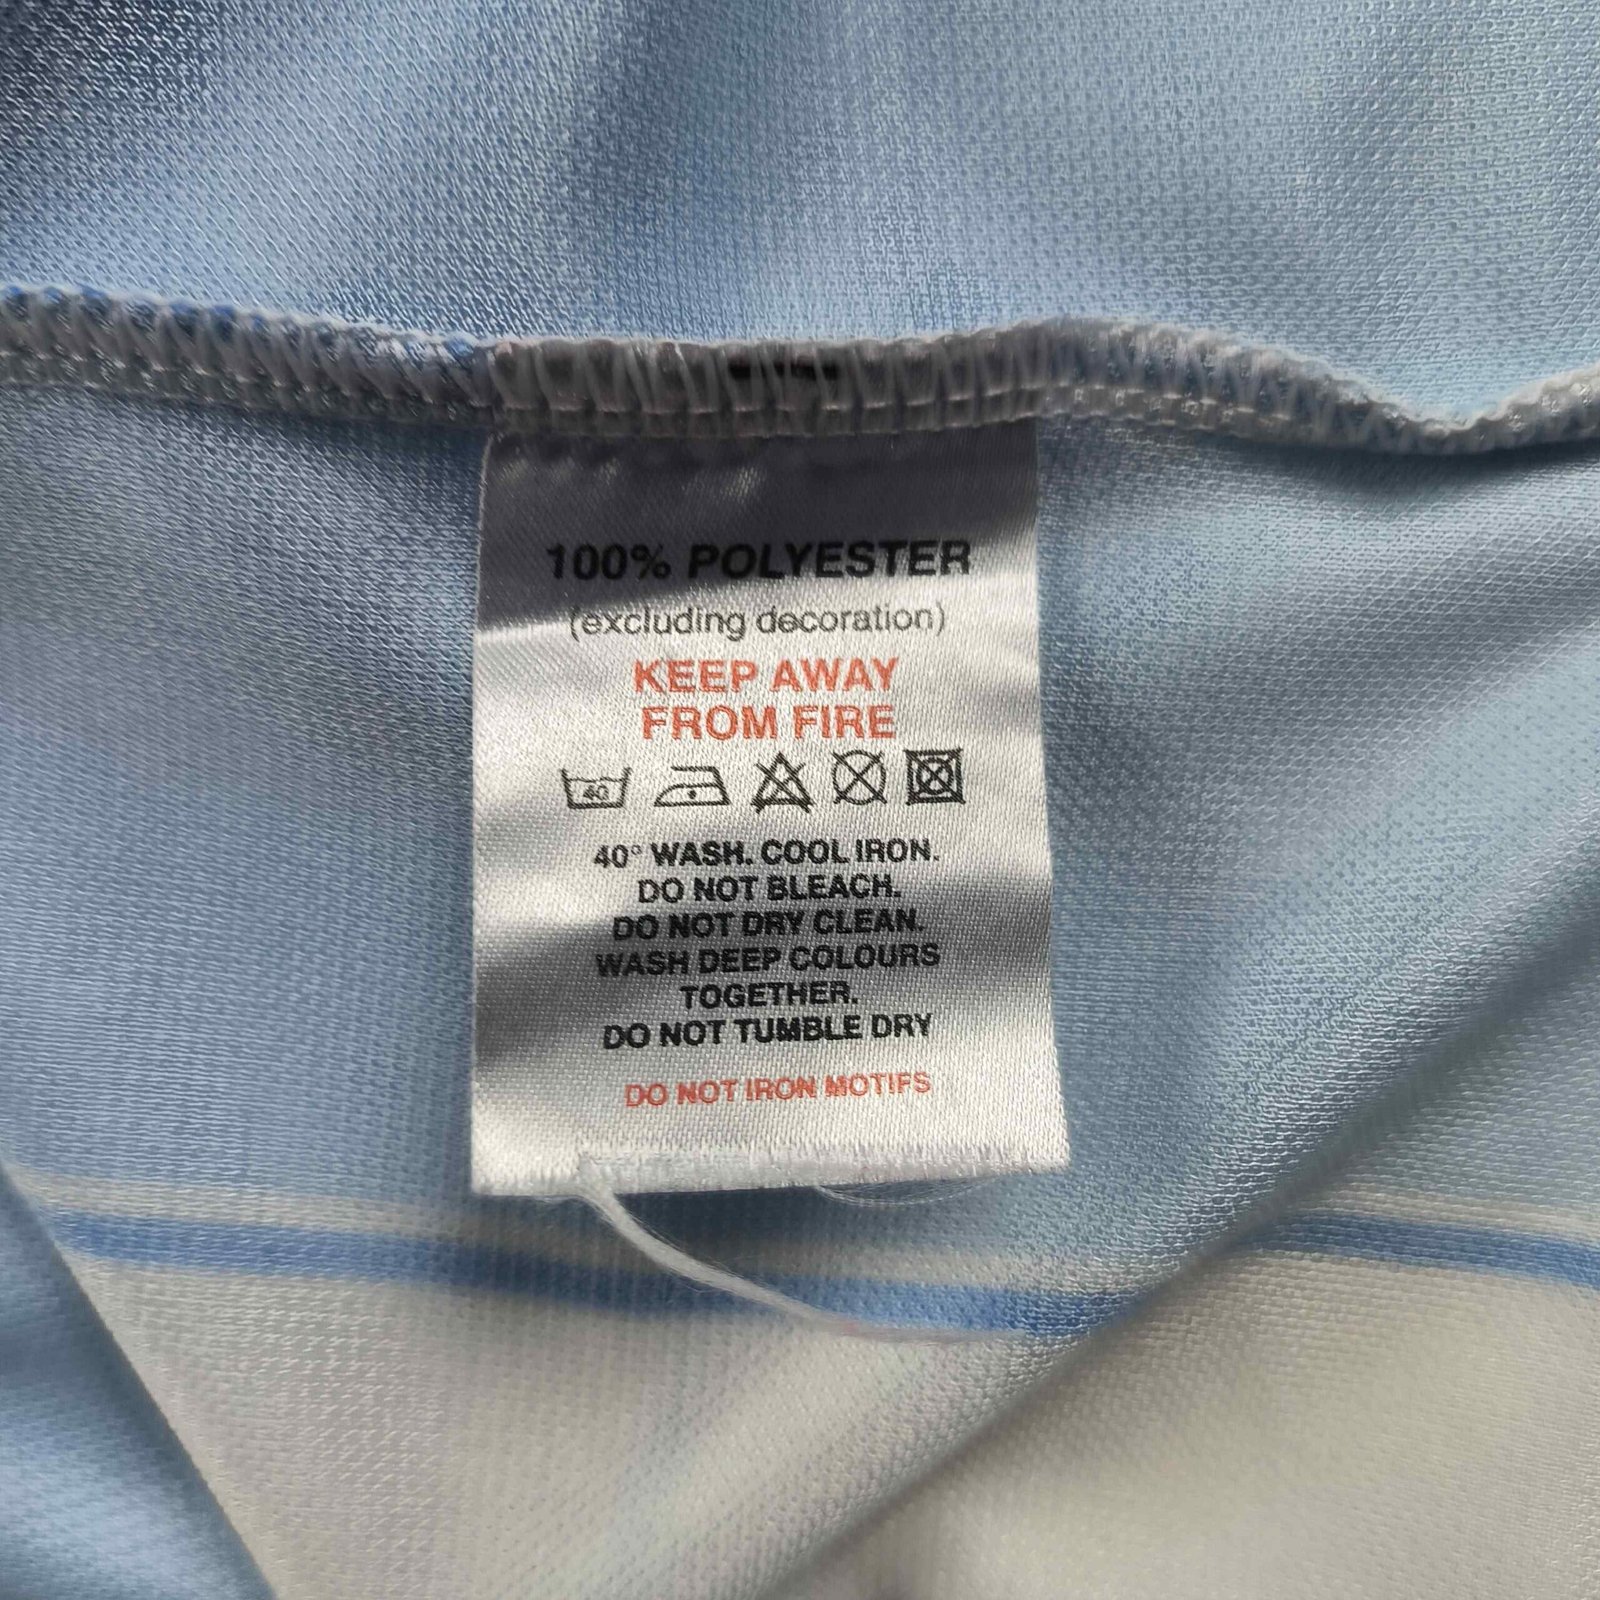 100% POLYESTER
(excluding decoration)
KEEP AWAY
FROM FIRE
40
40° WASH. COOL IRON.
DO NOT BLEACH.
DO NOT DRY CLEAN.
WASH DEEP COLOURS
TOGETHER.
DO NOT TUMBLE DRY
DO NOT IRON MOTIFS